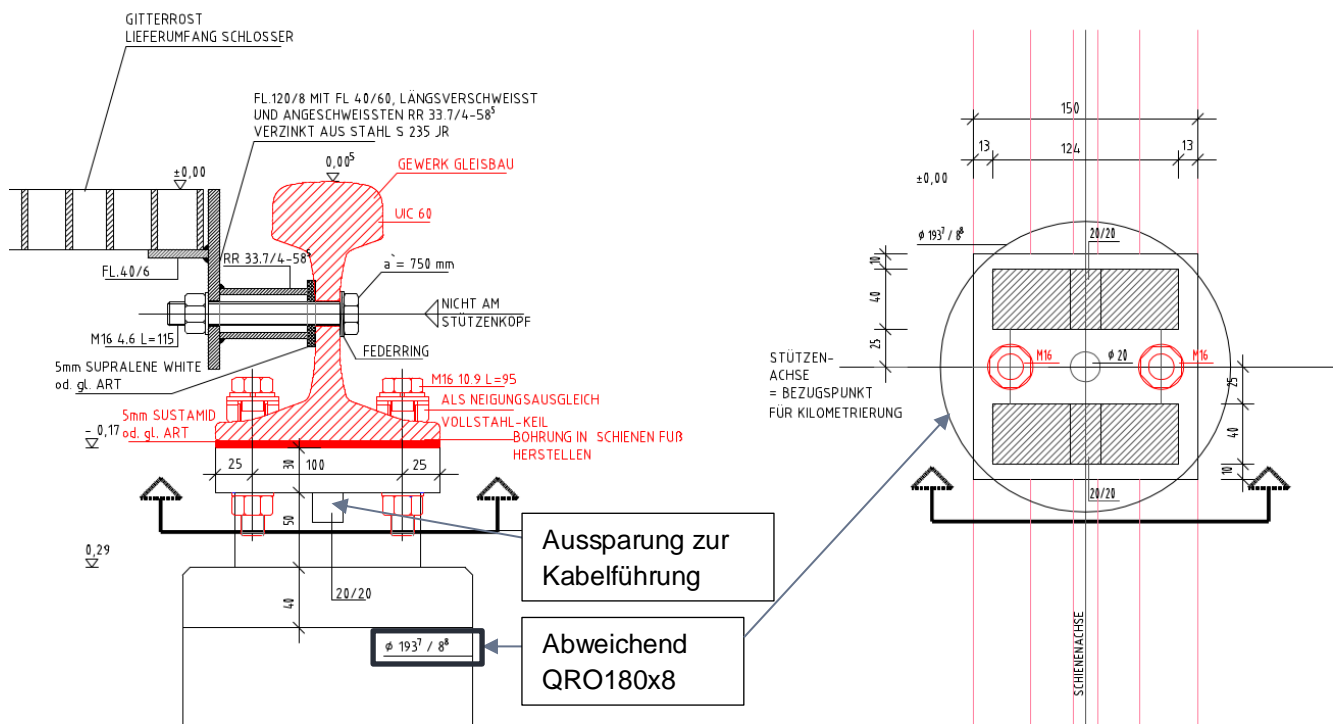 GITTERROST
LIEFERUMFANG SCHLOSSER
FL.120/8 MIT FL 40/60, LÄNGSVERSCHWEISST
UND ANGESCHWEISSTEN RR 33.7/4-58⁵
VERZINKT AUS STAHL S 235 JR
±0,00
0,00⁵
GEWERK GLEISBAU
UIC 60
FL.40/6
RR 33.7/4-58⁵
a`= 750 mm
NICHT AM
STÜTZENKOPF
M16 4.6 L=115
FEDERRING
5mm SUPRALENE WHITE
od. gl. ART
M16 10.9 L=95
ALS NEIGUNGSAUSGLEICH
VOLLSTAHL-KEIL
5mm SUSTAMID
od. gl. ART
BOHRUNG IN SCHIENEN FUß
HERSTELLEN
- 0,17
25
30
100
25
50
0,29
40
20/20
Aussparung zur
Kabelführung
ϕ 193⁷ / 8⁸
Abweichend
QRO180x8
150
13
124
13
±0,00
ϕ 193⁷/ 8⁸
20/20
10
40
25
M16
ϕ 20
M16
STÜTZEN-
ACHSE
= BEZUGSPUNKT
FÜR KILOMETRIERUNG
25
40
10
20/20
SCHIENENACHSE